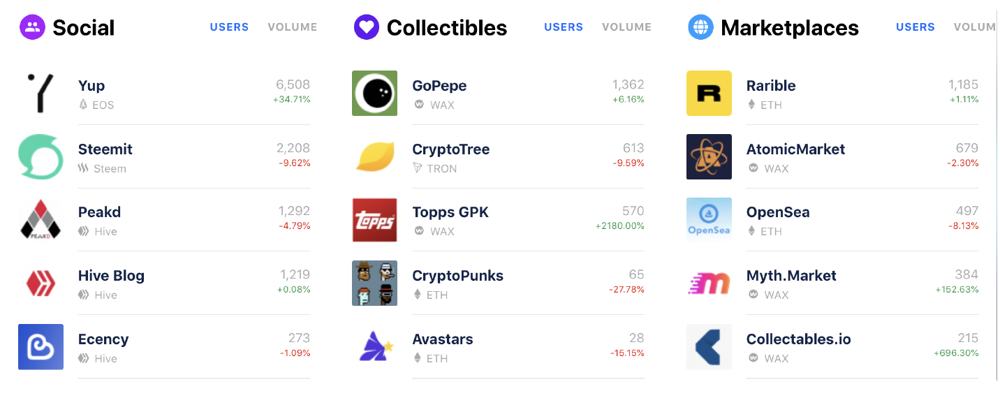 Social USERS VOLUME
Yup 6,508
EOS +34.71%
Steemit 2,208
Steem -9.62%
PEAKD
Peakd 1,292
Hive -4.79%
Hive Blog 1,219
Hive +0.08%
Ecency 273
Hive -1.09%
Collectibles USERS VOLUME
GoPepe 1,362
WAX +6.16%
CryptoTree 613
TRON -9.59%
Topps
Topps GPK 570
WAX +2180.00%
CryptoPunks 65
ETH -27.78%
Avastars 28
ETH -15.15%
Marketplaces USERS VOLUM
R
Rarible 1,185
ETH +1.11%
AtomicMarket 679
WAX -2.30%
OpenSea
OpenSea 497
ETH -8.13%
m
Myth.Market 384
WAX +152.63%
Collectables.io 215
WAX +696.30%